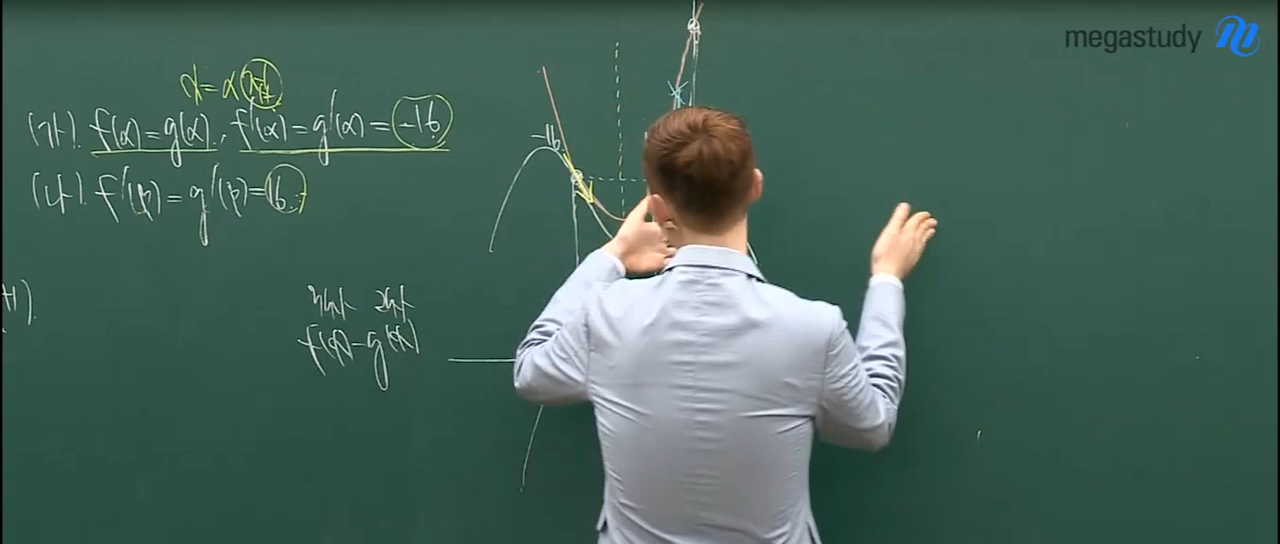 megastudy
x=α
(가). f(α)=g(α), f'(α)=g'(α)=-16
(나). f'(β)=g'(β)=16.
-16
f(x)-g(x)